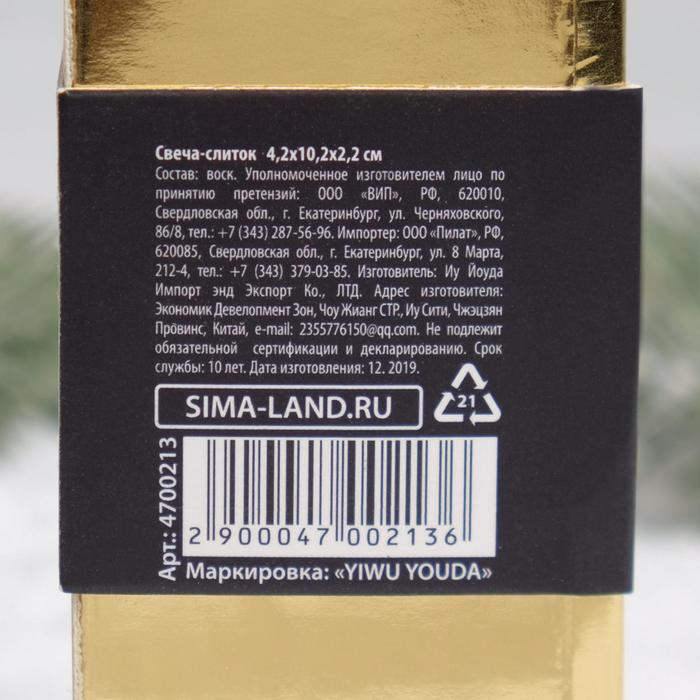 Свеча-слиток 4,2х10,2х2,2 см
Состав: воск. Уполномоченное изготовителем лицо по
принятию претензий: ООО «ВИП», РФ, 620010,
Свердловская обл., г. Екатеринбург, ул. Черняховского,
86/8, тел.: +7 (343) 287-56-96. Импортер: ООО «Пилат», РФ,
620085, Свердловская обл., г. Екатеринбург, ул. 8 Марта,
212-4, тел.: +7 (343) 379-03-85. Изготовитель: Иу Йоуда
Импорт энд Экспорт Ко., ЛТД. Адрес изготовителя:
Экономик Девелопмент Зон, Чоу Жианг СТР., Иу Сити, Чжэцзян
Провинс, Китай, e-mail: 2355776150@qq.com. Не подлежит
обязательной сертификации и декларированию. Срок
службы: 10 лет. Дата изготовления: 12. 2019.
SIMA-LAND.RU
21
Арт.: 4700213
2 900047 002136
Маркировка: «YIWU YOUDA»